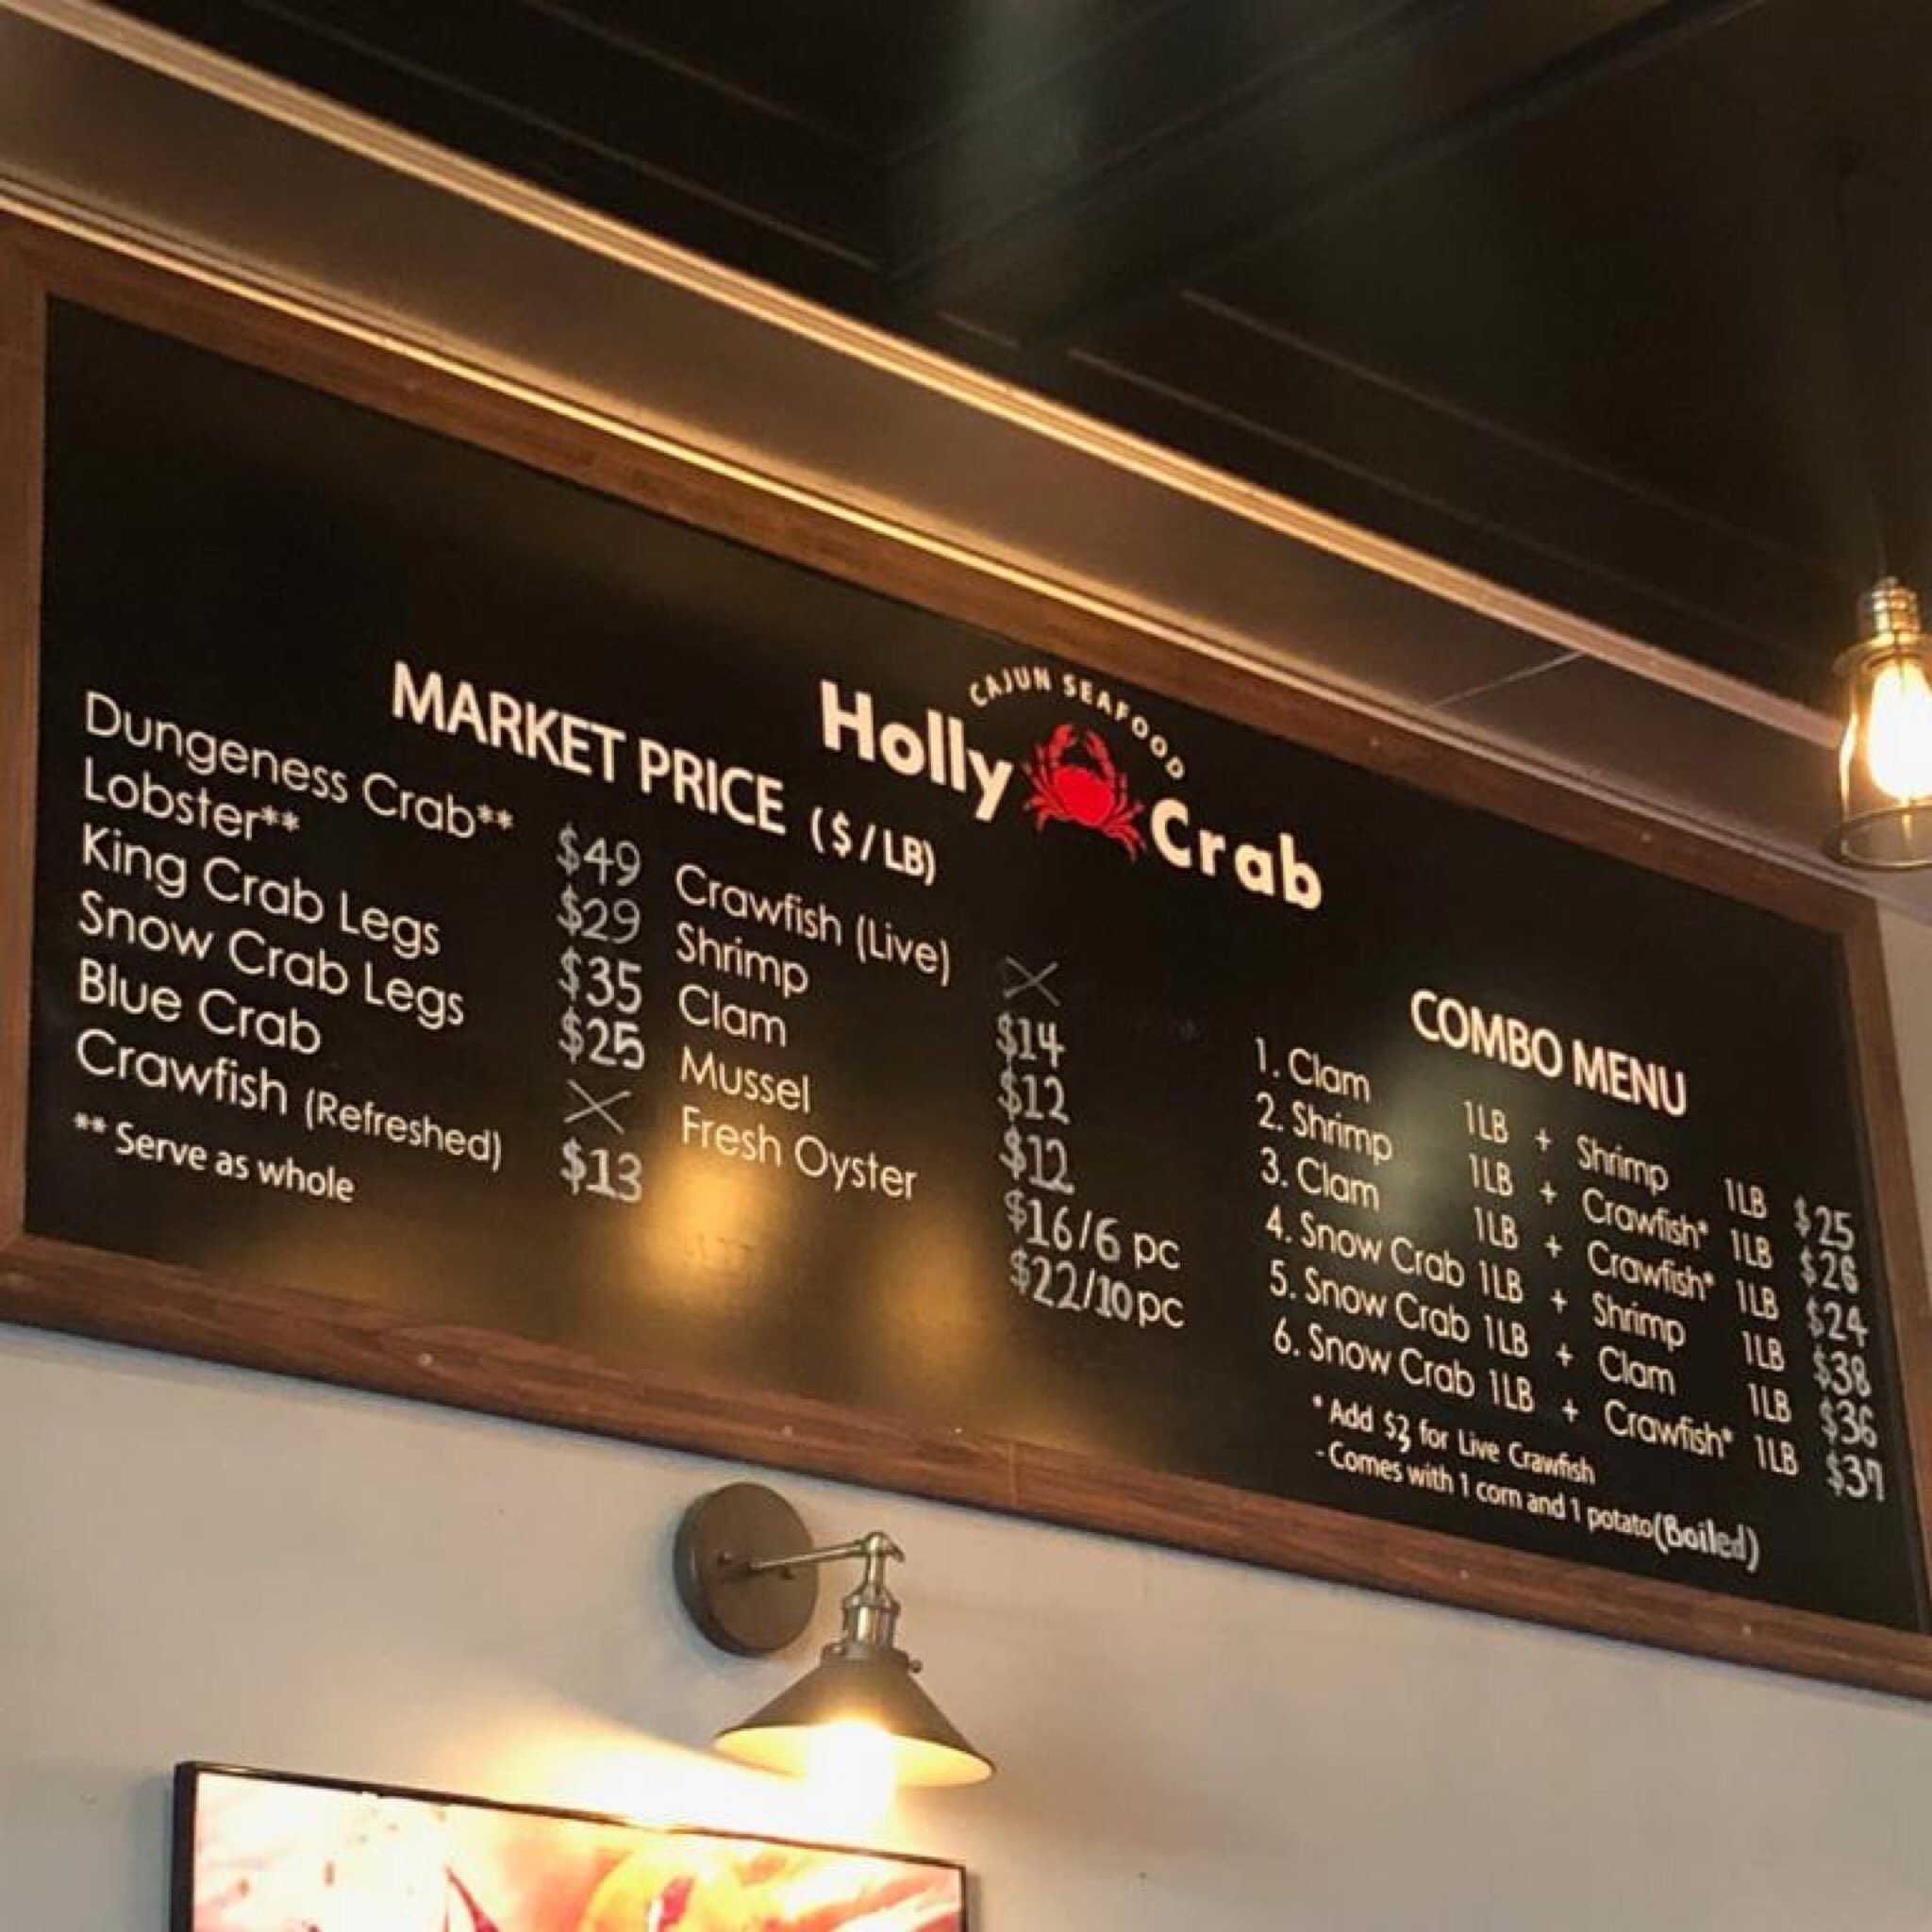 CAJUN SEAFOOD
Holly Crab
MARKET PRICE ($/LB)
Dungeness Crab** $49
Lobster** $29
King Crab Legs $35
Snow Crab Legs $25
Blue Crab X
Crawfish (Refreshed) $13
** Serve as whole
Crawfish (Live) X
Shrimp $14
Clam $12
Mussel $12
Fresh Oyster $16/6 pc
$22/10pc
COMBO MENU
1. Clam 1LB + Shrimp 1LB $25
2. Shrimp 1LB + Crawfish* 1LB $26
3. Clam 1LB + Crawfish* 1LB $24
4. Snow Crab 1LB + Shrimp 1LB $38
5. Snow Crab 1LB + Clam 1LB $36
6. Snow Crab 1LB + Crawfish* 1LB $37
* Add $3 for Live Crawfish
- Comes with 1 corn and 1 potato(Boiled)